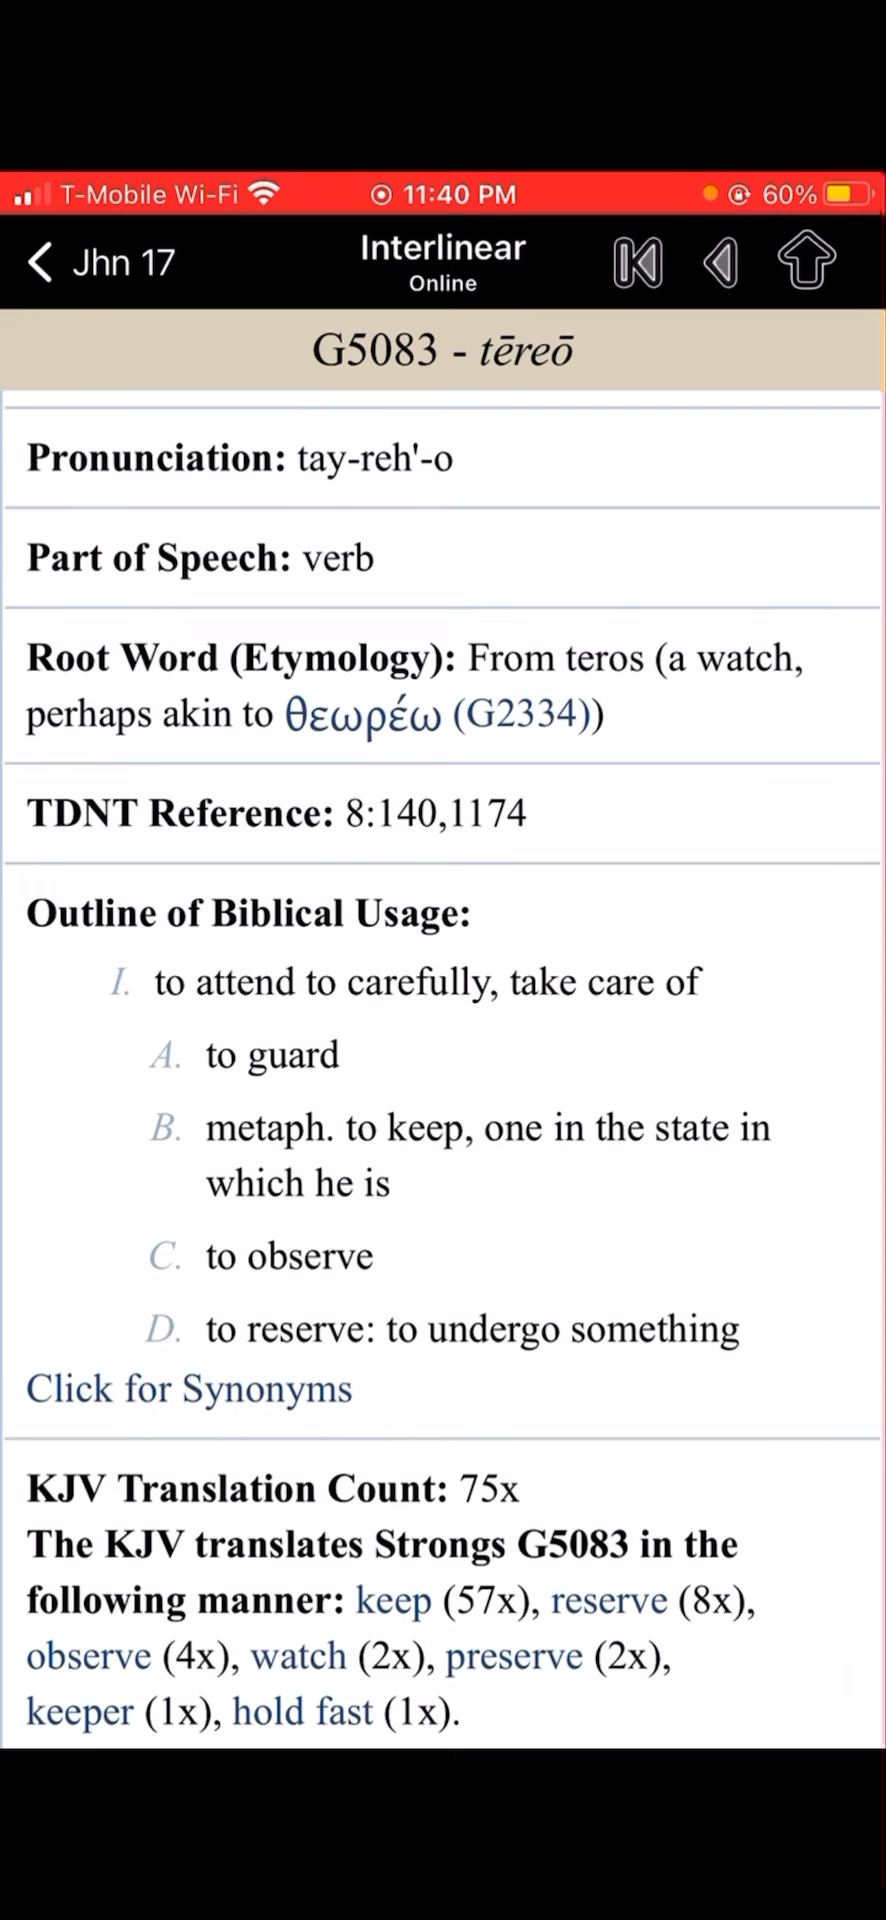 T-Mobile Wi-Fi 11:40 PM 60%
Jhn 17
Interlinear
Online
G5083 - tēreō
Pronunciation: tay-reh'-o
Part of Speech: verb
Root Word (Etymology): From teros (a watch,
perhaps akin to θεωρέω (G2334))
TDNT Reference: 8:140,1174
Outline of Biblical Usage:
I. to attend to carefully, take care of
A. to guard
B. metaph. to keep, one in the state in
which he is
C. to observe
D. to reserve: to undergo something
Click for Synonyms
KJV Translation Count: 75x
The KJV translates Strongs G5083 in the
following manner: keep (57x), reserve (8x),
observe (4x), watch (2x), preserve (2x),
keeper (1x), hold fast (1x).